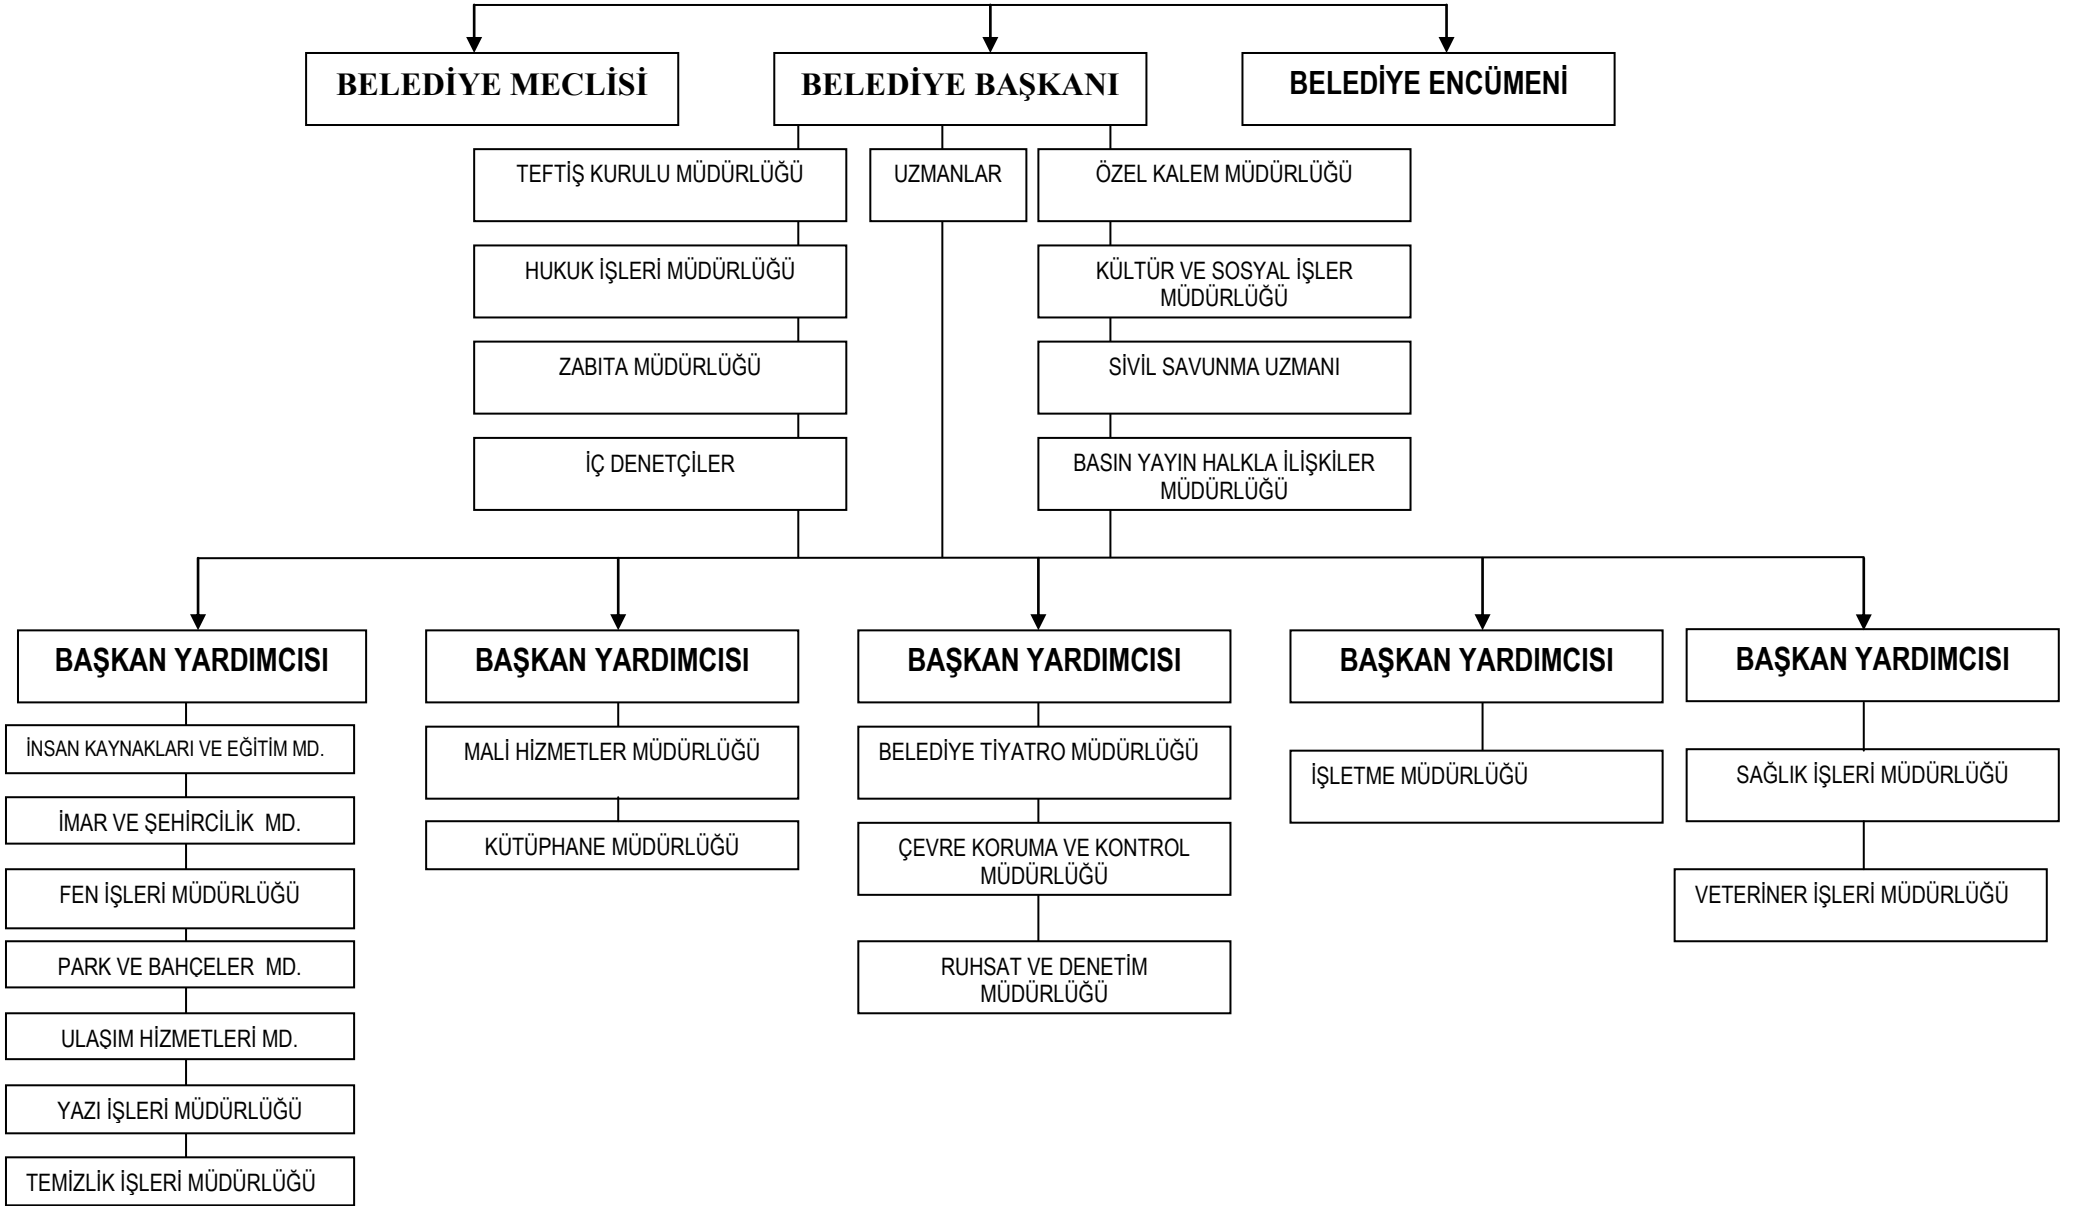 BELEDİYE MECLİSİ
BELEDİYE BAŞKANI
BELEDİYE ENCÜMENİ
TEFTİŞ KURULU MÜDÜRLÜĞÜ
UZMANLAR
ÖZEL KALEM MÜDÜRLÜĞÜ
HUKUK İŞLERİ MÜDÜRLÜĞÜ
KÜLTÜR VE SOSYAL İŞLER
MÜDÜRLÜĞÜ
ZABITA MÜDÜRLÜĞÜ
SİVİL SAVUNMA UZMANI
İÇ DENETÇİLER
BASIN YAYIN HALKLA İLİŞKİLER
MÜDÜRLÜĞÜ
BAŞKAN YARDIMCISI
İNSAN KAYNAKLARI VE EĞİTİM MD.
İMAR VE ŞEHİRCİLİK MD.
FEN İŞLERİ MÜDÜRLÜĞÜ
PARK VE BAHÇELER MD.
ULAŞIM HİZMETLERİ MD.
YAZI İŞLERİ MÜDÜRLÜĞÜ
TEMİZLİK İŞLERİ MÜDÜRLÜĞÜ
BAŞKAN YARDIMCISI
MALİ HİZMETLER MÜDÜRLÜĞÜ
KÜTÜPHANE MÜDÜRLÜĞÜ
BAŞKAN YARDIMCISI
BELEDİYE TİYATRO MÜDÜRLÜĞÜ
ÇEVRE KORUMA VE KONTROL
MÜDÜRLÜĞÜ
RUHSAT VE DENETİM
MÜDÜRLÜĞÜ
BAŞKAN YARDIMCISI
İŞLETME MÜDÜRLÜĞÜ
BAŞKAN YARDIMCISI
SAĞLIK İŞLERİ MÜDÜRLÜĞÜ
VETERİNER İŞLERİ MÜDÜRLÜĞÜ